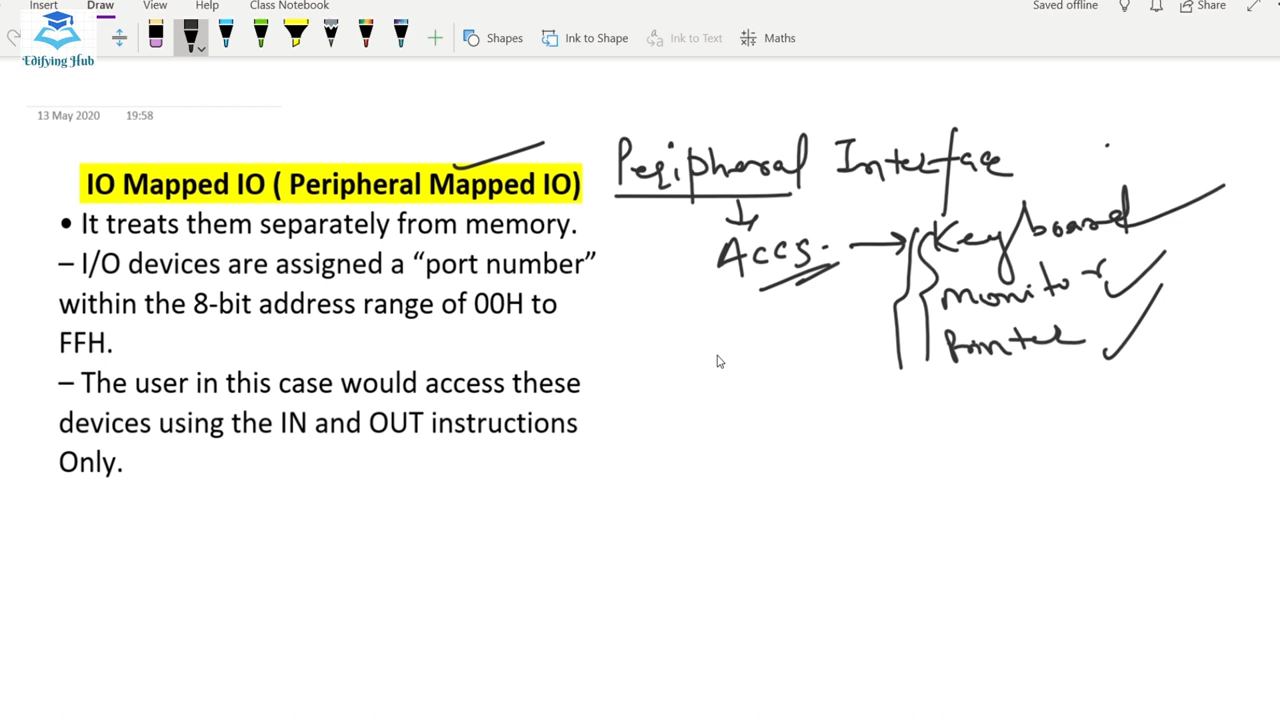 Insert Draw View Help Class Notebook Saved offline Share
Shapes Ink to Shape Ink to Text Maths
Edifying Hub
13 May 2020 19:58
IO Mapped IO ( Peripheral Mapped IO)
• It treats them separately from memory.
– I/O devices are assigned a “port number”
within the 8-bit address range of 00H to
FFH.
– The user in this case would access these
devices using the IN and OUT instructions
Only.
Peripheral Interface
Accs.
Keyboard
Monitor
Printer